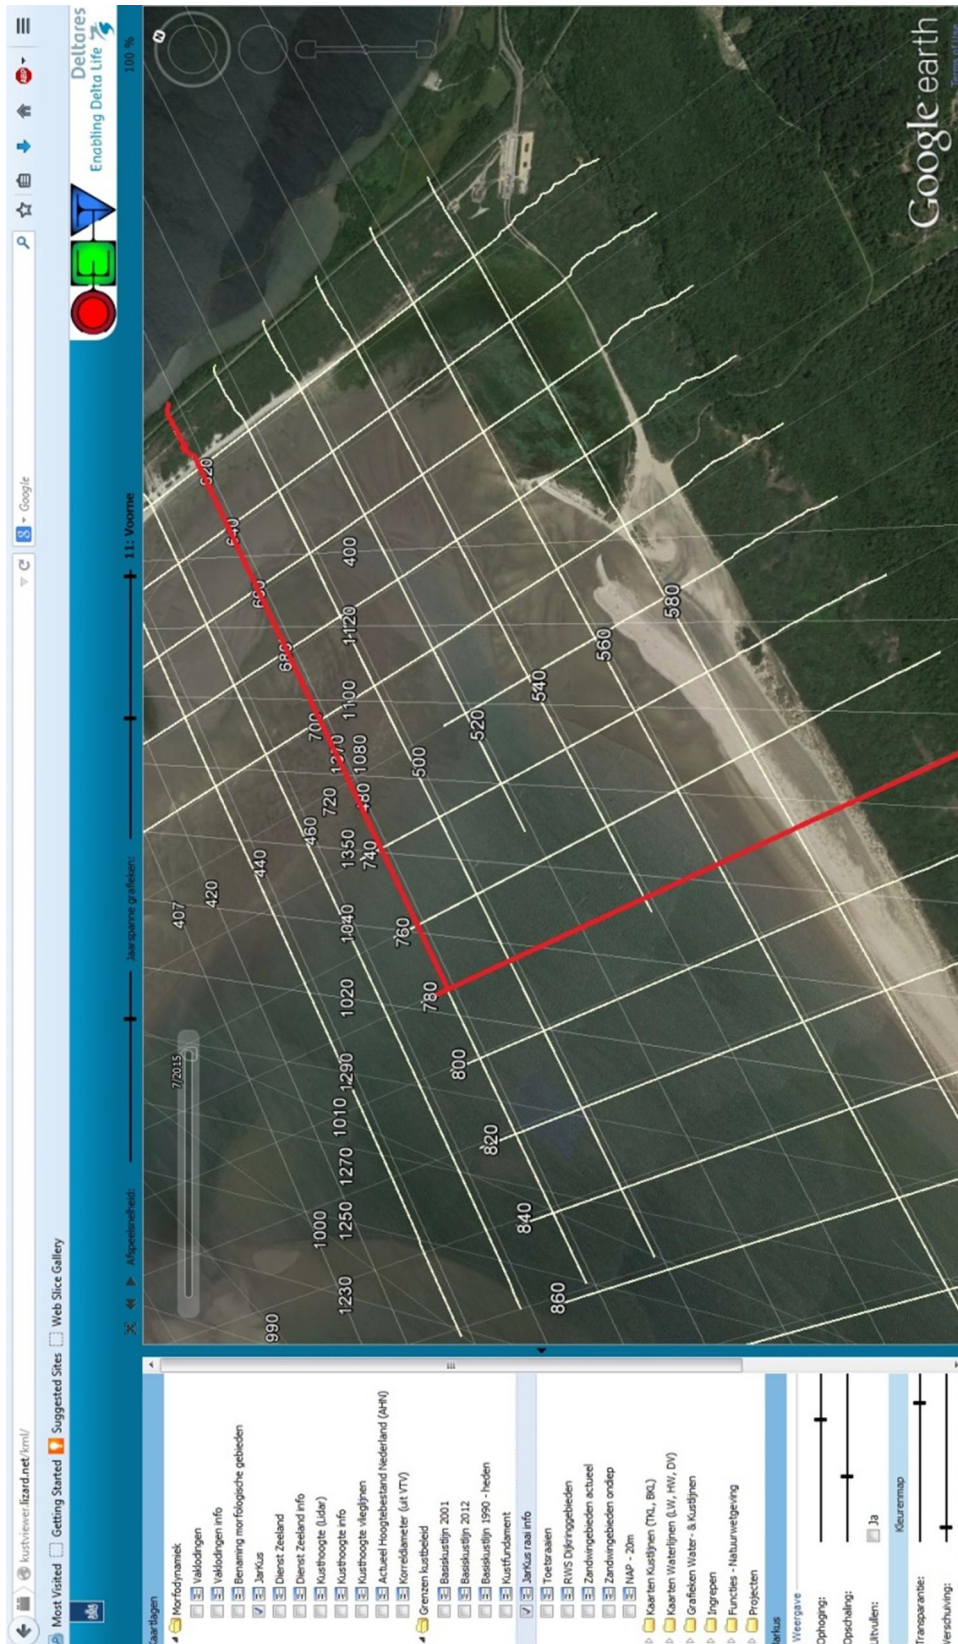 kustviewer.lizard.net/kml/
Google
Most Visited
Getting Started
Suggested Sites
Web Slice Gallery
ABP
Deltares
Enabling Delta Life
Afspeelsnelheid:
Jaarspanne grafieken:
11: Voorne
100 %
Kaartlagen
Morfodynamiek
Vaklodingen
Vaklodingen info
Benaming morfologische gebieden
JarKus
Dienst Zeeland
Dienst Zeeland info
Kusthoogte (Lidar)
Kusthoogte info
Kusthoogte vlieglijnen
Actueel Hoogtebestand Nederland (AHN)
Korreldiameter (uit VTV)
Grenzen kustbeleid
Basiskustlijn 2001
Basiskustlijn 2012
Basiskustlijn 1990 - heden
Kustfundament
JarKus raai info
Toetsraaien
RWS Dijkringgebieden
Zandwingebieden actueel
Zandwingebieden ondiep
NAP - 20m
Kaarten Kustlijnen (TKL, BKL)
Kaarten Waterlijnen (LW, HW, DV)
Grafieken Water- & Kustlijnen
Ingrepen
Functies - Natuurwetgeving
Projecten
Jarkus
Weergave
Ophoging:
Opschaling:
Uitvullen:
Ja
Kleurenmap
Transparantie:
Verschuiving:
7/2015
N
407
420
440
460
720
700
680
660
640
620
990
1000
1230
1250
1270
1010
1290
1020
1040
1350
740
480
1080
1100
1120
400
760
780
800
820
840
860
500
520
540
560
580
Google earth
Terms of Use